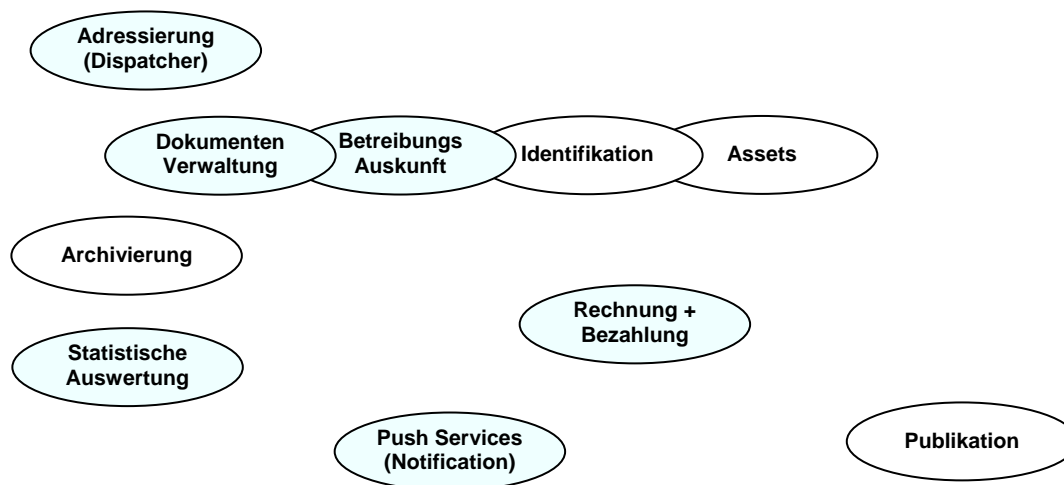 Adressierung
(Dispatcher)
Dokumenten
Verwaltung
Betreibungs
Auskunft
Identifikation
Assets
Archivierung
Rechnung +
Bezahlung
Statistische
Auswertung
Push Services
(Notification)
Publikation